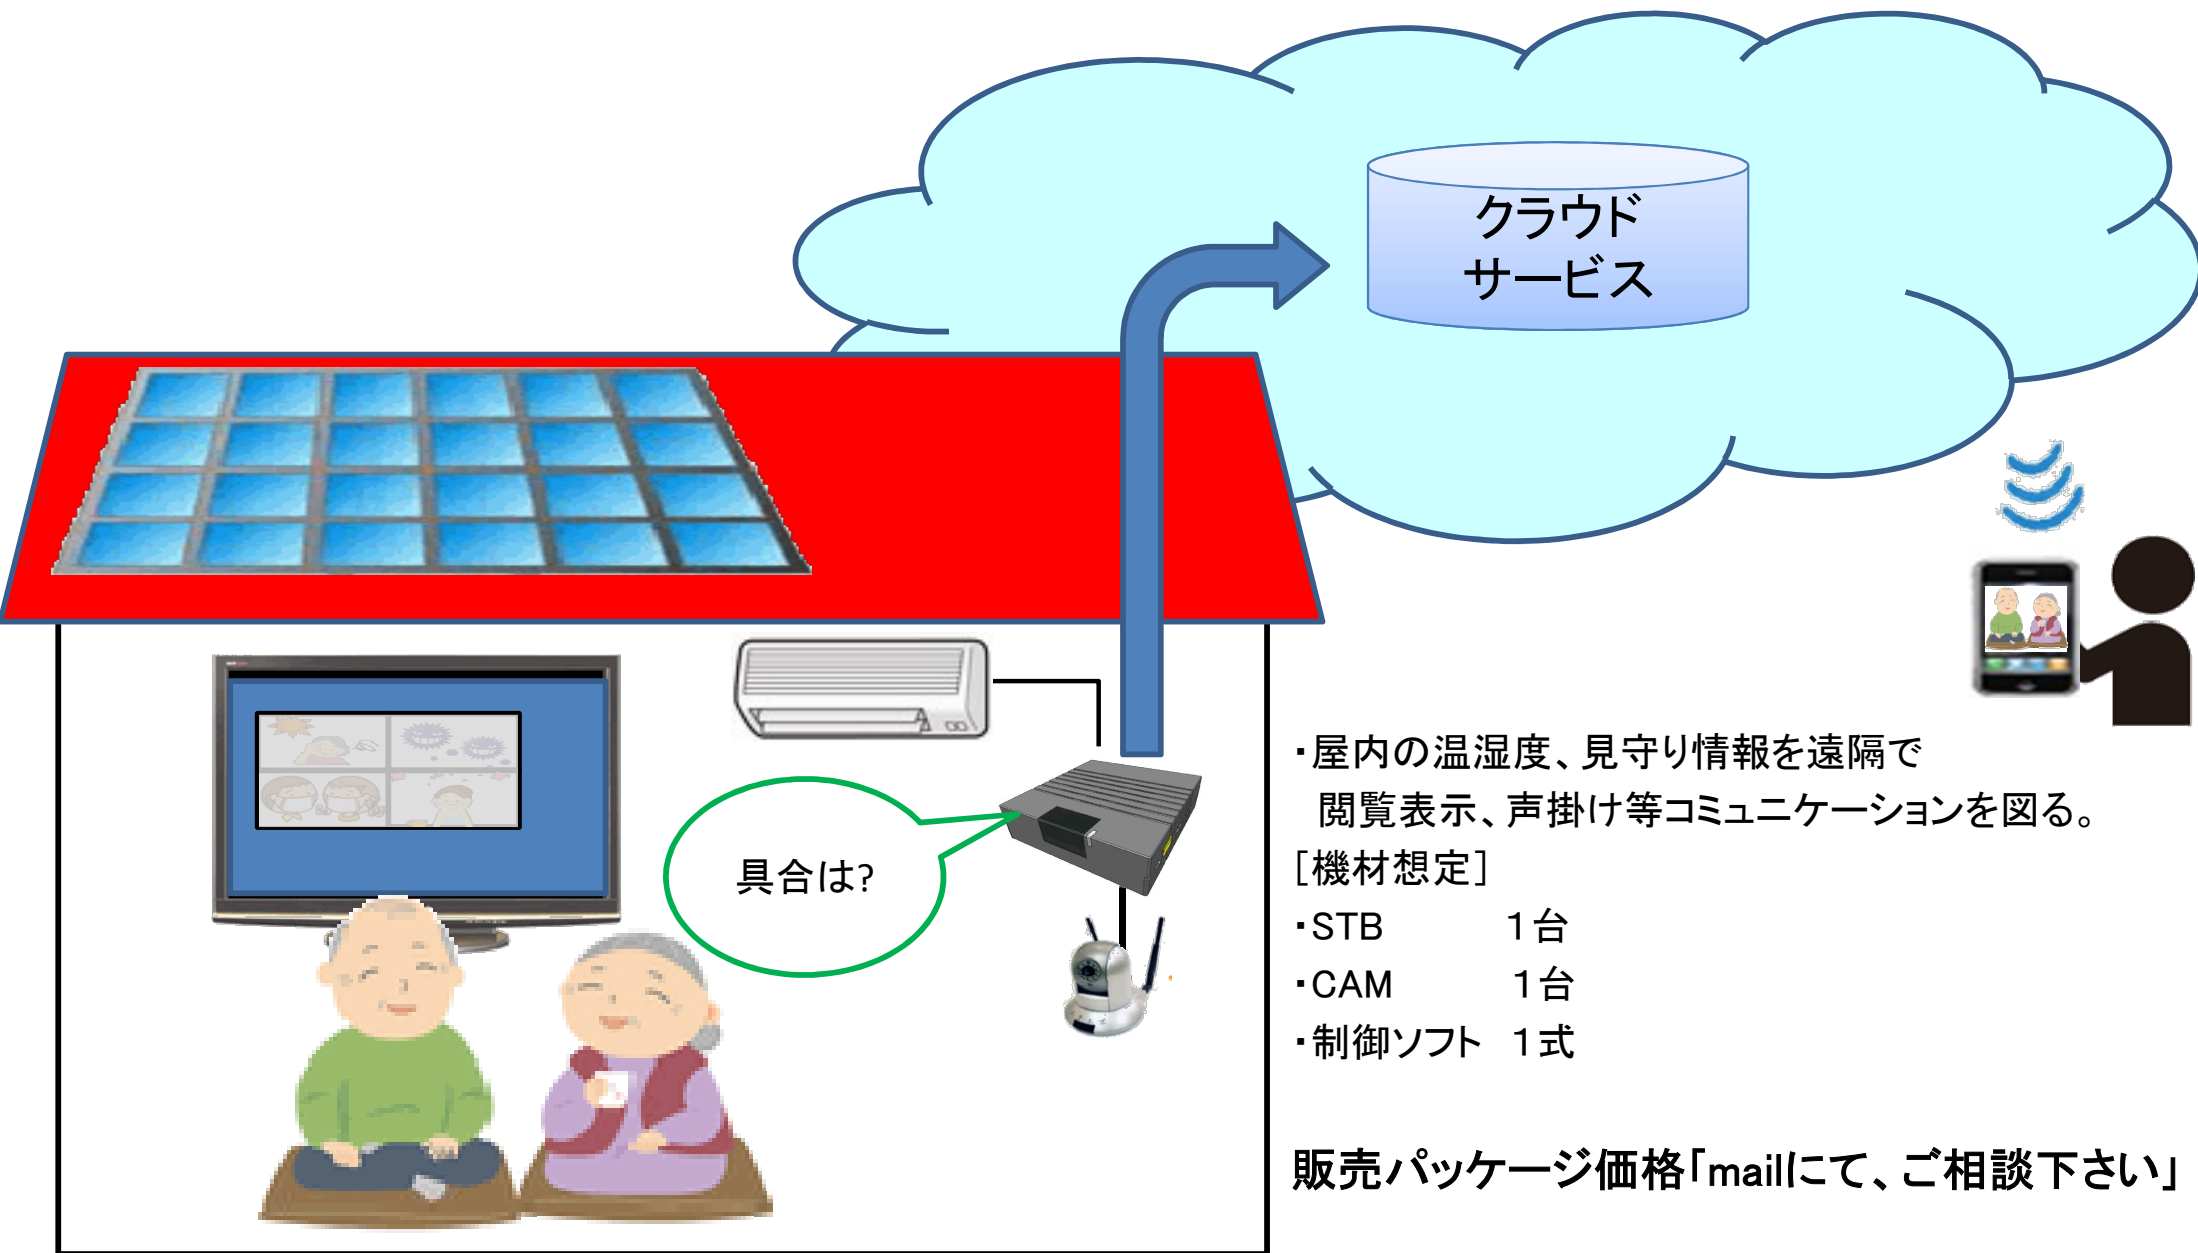 クラウド
サービス
具合は?
・屋内の温湿度、見守り情報を遠隔で
閲覧表示、声掛け等コミュニケーションを図る。
[機材想定]
・STB 1台
・CAM 1台
・制御ソフト 1式
販売パッケージ価格「mailにて、ご相談下さい」